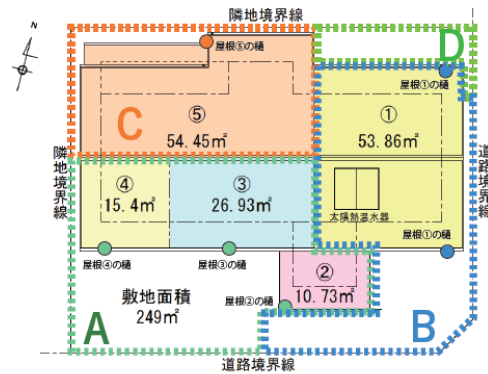 隣地境界線
N
屋根⑤の樋
D
屋根①の樋
C
⑤
54.45㎡
①
53.86㎡
隣地境界線
道路境界線
④
15.4㎡
③
26.93㎡
太陽熱温水器
屋根④の樋
屋根③の樋
屋根①の樋
②
10.73㎡
敷地面積
249㎡
屋根②の樋
A
B
道路境界線